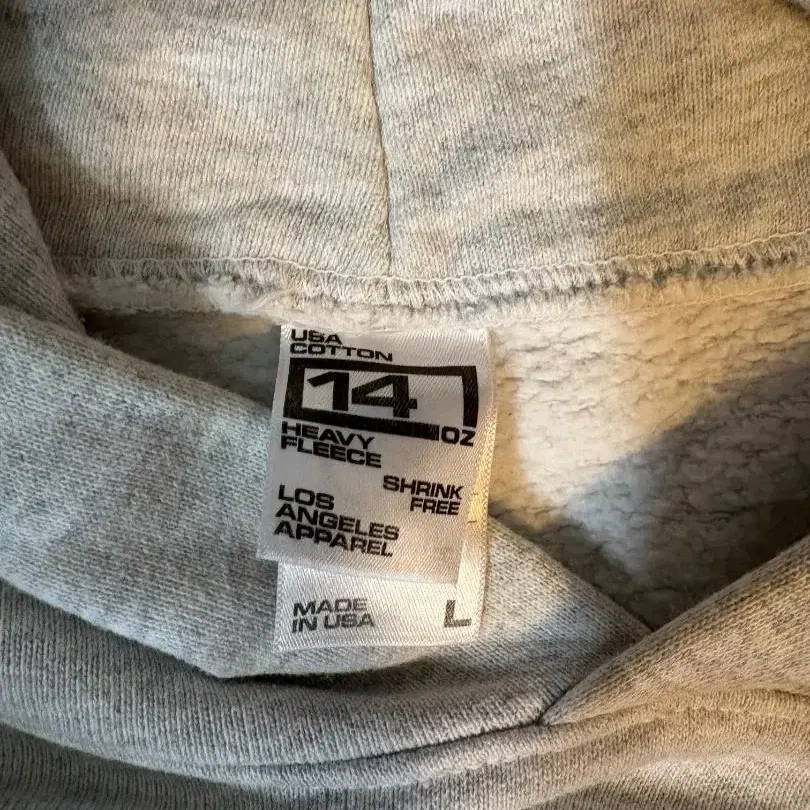 USA
COTTON
14
OZ
HEAVY
FLEECE
SHRINK
FREE
LOS
ANGELES
APPAREL
MADE
IN USA
L